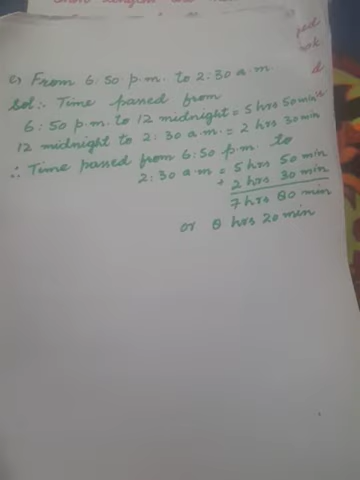 e) From 6:50 p.m. to 2:30 a.m.
Sol:. Time passed from
6:50 p.m. to 12 midnight = 5 hrs 50 min
12 midnight to 2:30 a.m. = 2 hrs 30 min
∴ Time passed from 6:50 p.m. to
2:30 a.m = 5 hrs 50 min
+ 2 hrs 30 min
7 hrs 80 min
or 8 hrs 20 min